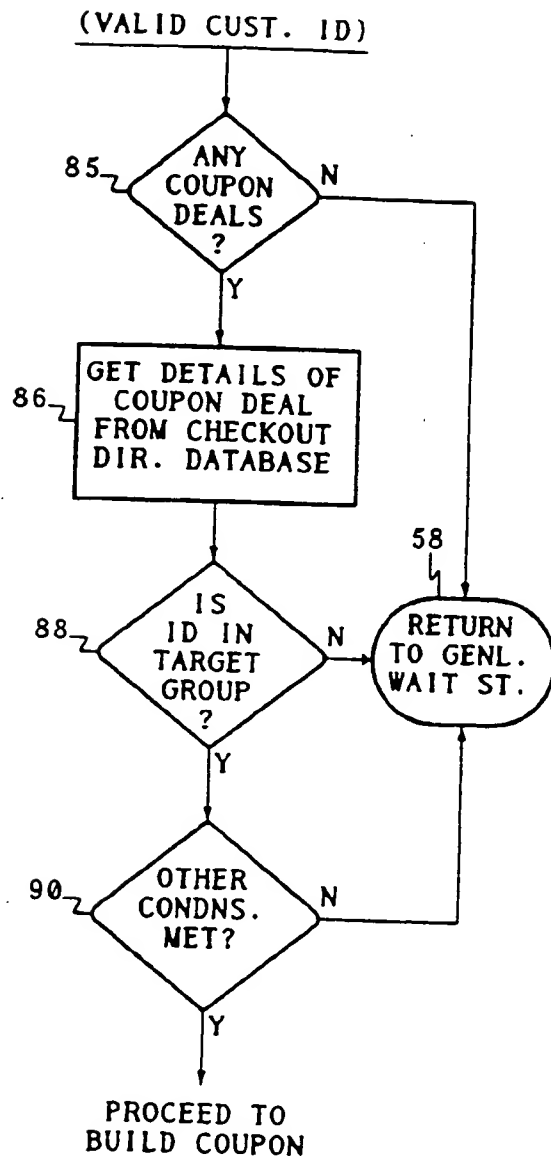 (VALID CUST. ID)
85
ANY
COUPON
DEALS
?
N
Y
86
GET DETAILS OF
COUPON DEAL
FROM CHECKOUT
DIR. DATABASE
58
RETURN
TO GENL.
WAIT ST.
88
IS
ID IN
TARGET
GROUP
?
N
Y
90
OTHER
CONDNS.
MET?
N
Y
PROCEED TO
BUILD COUPON